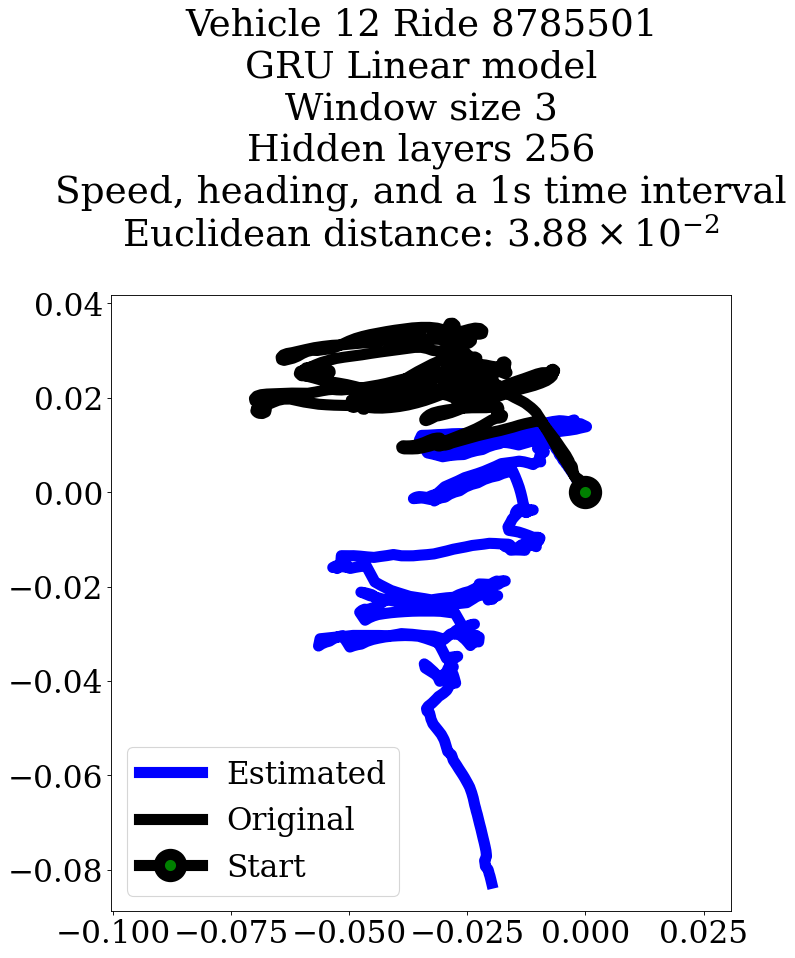 Vehicle 12 Ride 8785501
GRU Linear model
Window size 3
Hidden layers 256
Speed, heading, and a 1s time interval
Euclidean distance: 3.88 × 10⁻²
0.04
0.02
0.00
−0.02
−0.04
−0.06
−0.08
Estimated
Original
Start
−0.100 −0.075 −0.050 −0.025 0.000 0.025